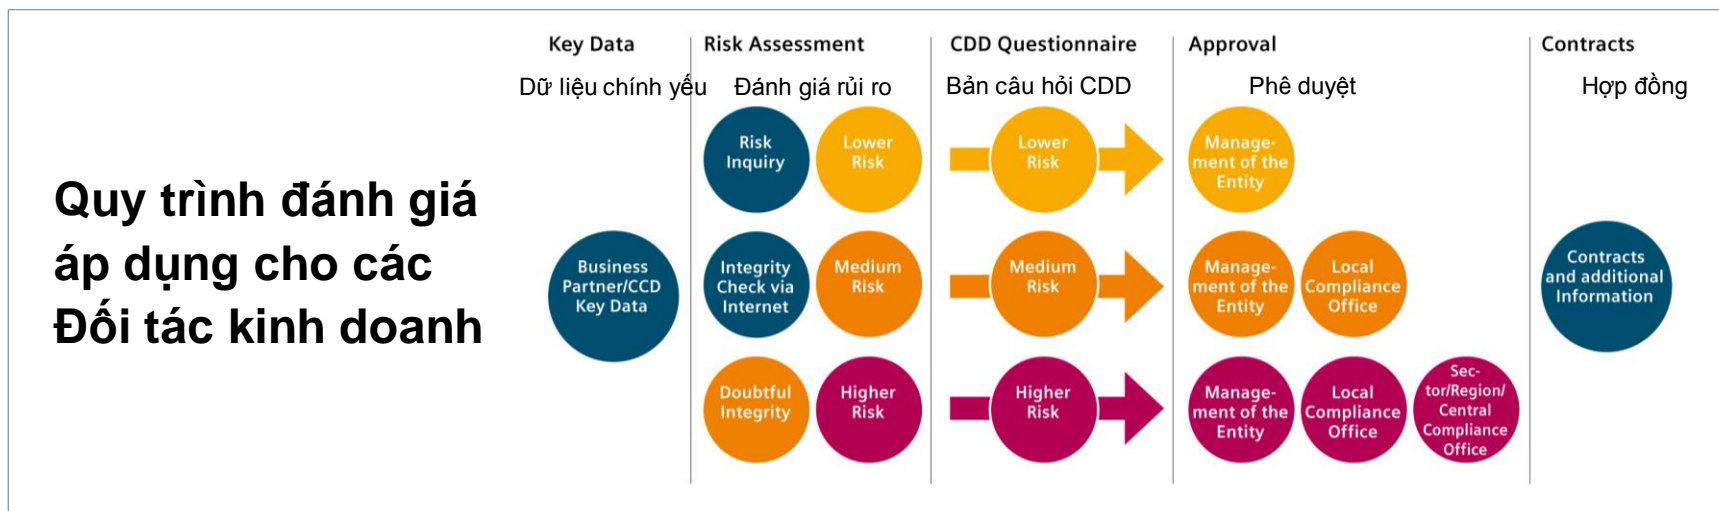 Quy trình đánh giá
áp dụng cho các
Đối tác kinh doanh
Key Data
Dữ liệu chính yếu
Business
Partner/CCD
Key Data
Risk Assessment
Đánh giá rủi ro
Risk
Inquiry
Lower
Risk
Integrity
Check via
Internet
Medium
Risk
Doubtful
Integrity
Higher
Risk
CDD Questionnaire
Bản câu hỏi CDD
Lower
Risk
Medium
Risk
Higher
Risk
Approval
Phê duyệt
Manage-
ment of the
Entity
Manage-
ment of the
Entity
Local
Compliance
Office
Manage-
ment of the
Entity
Local
Compliance
Office
Sec-
tor/Region/
Central
Compliance
Office
Contracts
Hợp đồng
Contracts
and additional
Information